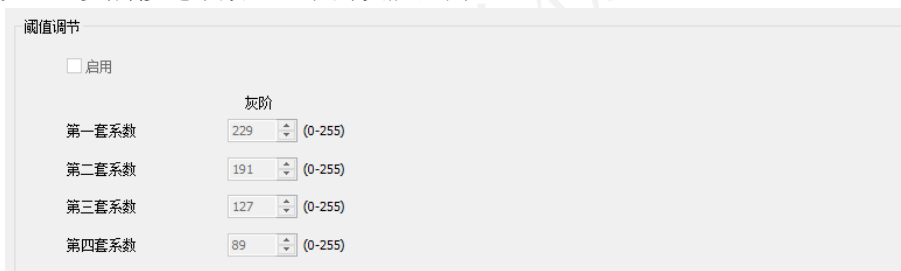 阈值调节
启用
灰阶
第一套系数 229 (0-255)
第二套系数 191 (0-255)
第三套系数 127 (0-255)
第四套系数 89 (0-255)